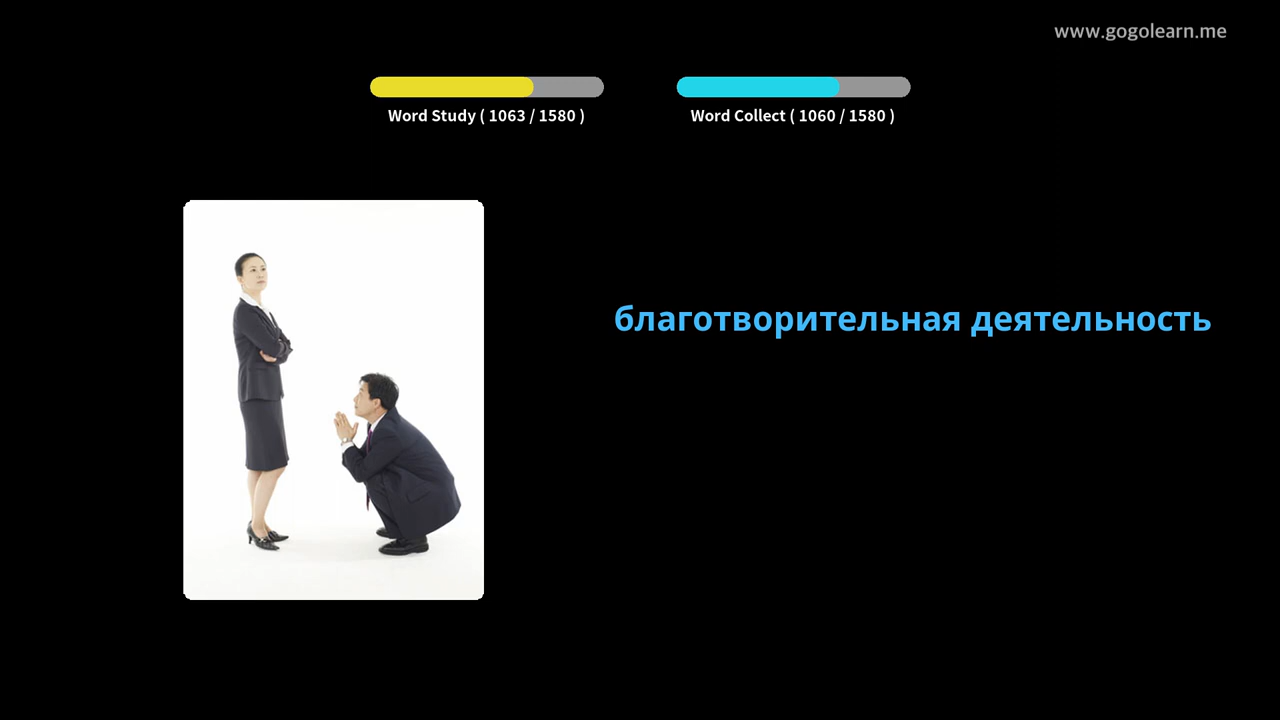 www.gogolearn.me
Word Study ( 1063 / 1580 )
Word Collect ( 1060 / 1580 )
благотворительная деятельность